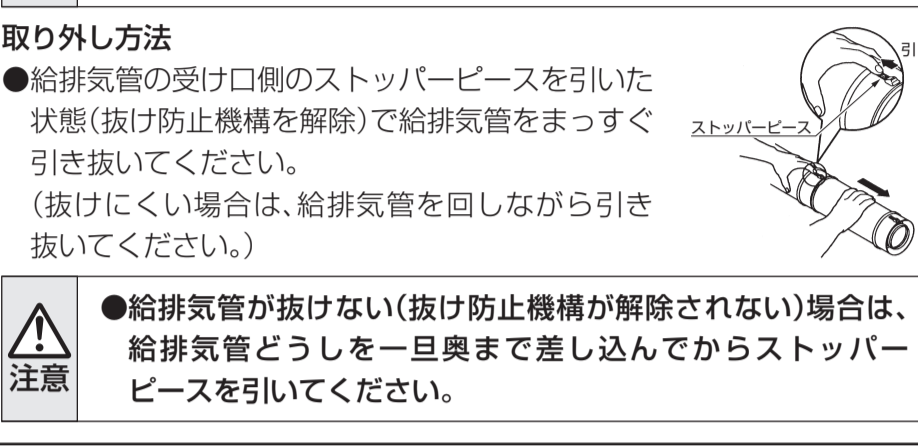 取り外し方法
●給排気管の受け口側のストッパーピースを引いた
状態(抜け防止機構を解除)で給排気管をまっすぐ
引き抜いてください。
(抜けにくい場合は、給排気管を回しながら引き
抜いてください。)
引
ストッパーピース
注意
●給排気管が抜けない(抜け防止機構が解除されない)場合は、
給排気管どうしを一旦奥まで差し込んでからストッパー
ピースを引いてください。